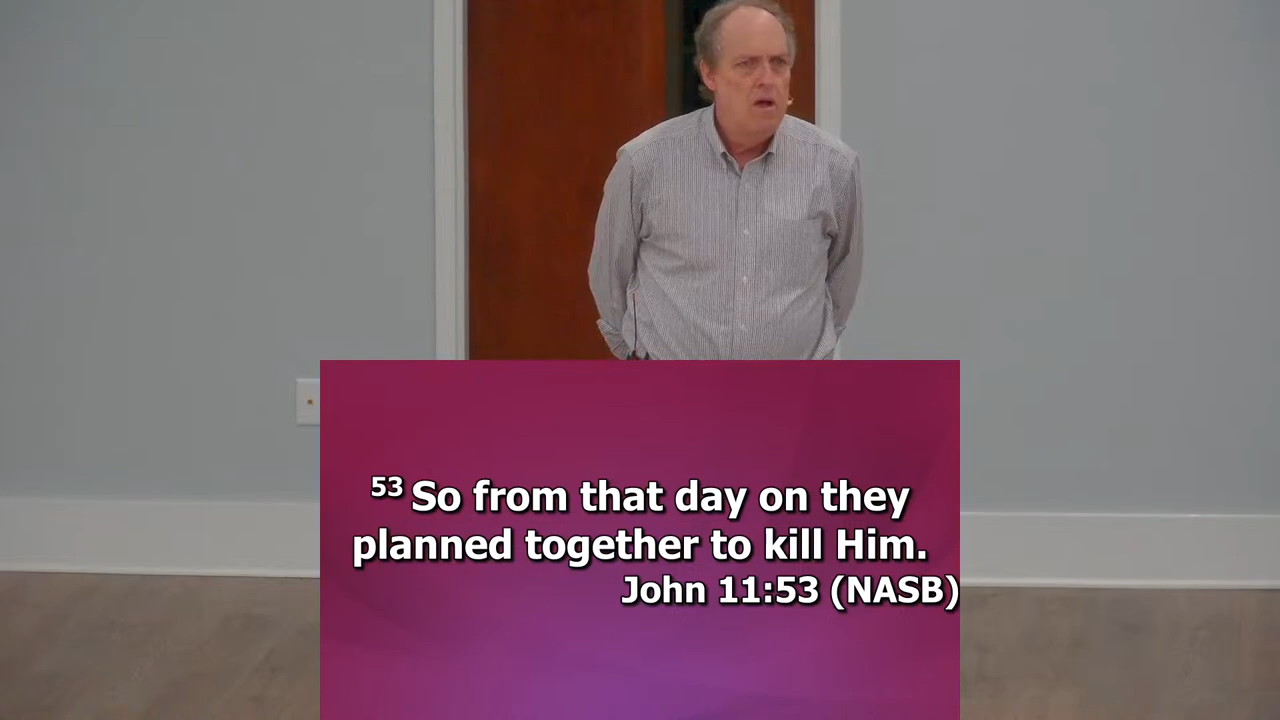 53 So from that day on they
planned together to kill Him.
John 11:53 (NASB)